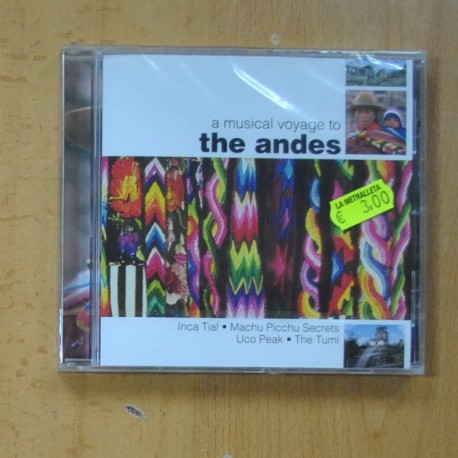 a musical voyage to
the andes
LA METRALLETA
€ 3.00
Inca Tial • Machu Picchu Secrets
Uco Peak • The Tumi